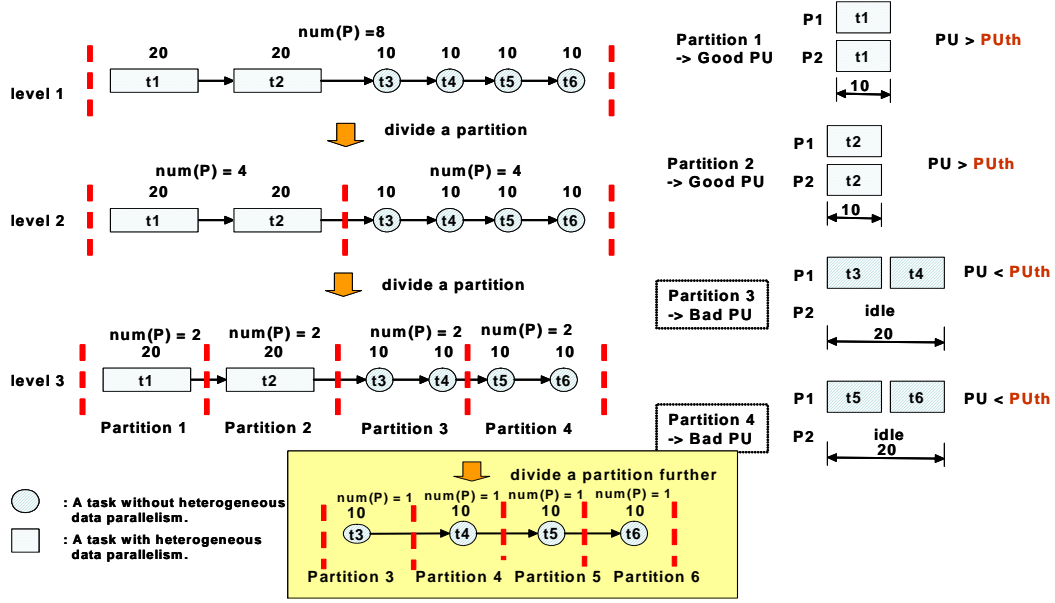 num(P) =8
20 20 10 10 10 10
level 1 t1 t2 t3 t4 t5 t6
divide a partition
num(P) = 4 num(P) = 4
20 20 10 10 10 10
level 2 t1 t2 t3 t4 t5 t6
divide a partition
num(P) = 2 num(P) = 2 num(P) = 2 num(P) = 2
20 20 10 10 10 10
level 3 t1 t2 t3 t4 t5 t6
Partition 1 Partition 2 Partition 3 Partition 4
divide a partition further
num(P) = 1 num(P) = 1 num(P) = 1 num(P) = 1
10 10 10 10
t3 t4 t5 t6
Partition 3 Partition 4 Partition 5 Partition 6
: A task without heterogeneous
data parallelism.
: A task with heterogeneous
data parallelism.
Partition 1
-> Good PU
P1 t1
P2 t1
10
PU > PUth
Partition 2
-> Good PU
P1 t2
P2 t2
10
PU > PUth
Partition 3
-> Bad PU
P1 t3 t4
P2 idle
20
PU < PUth
Partition 4
-> Bad PU
P1 t5 t6
P2 idle
20
PU < PUth